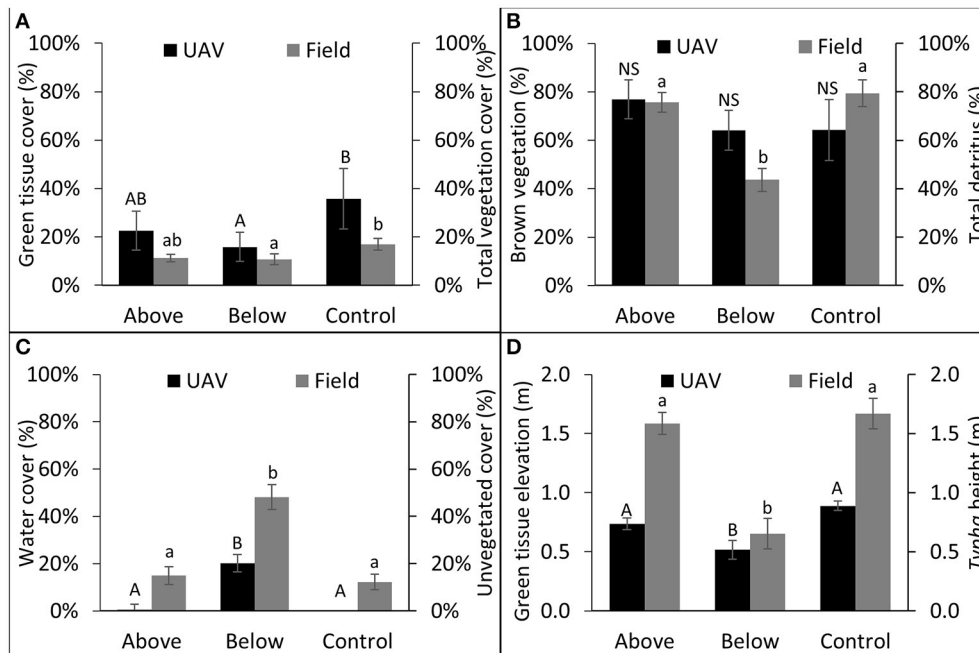 A
UAV Field
Green tissue cover (%)
100%
80%
60%
40%
20%
0%
AB ab A a B b
Above Below Control
100%
80%
60%
40%
20%
0%
Total vegetation cover (%)
B
UAV Field
Brown vegetation (%)
100%
80%
60%
40%
20%
0%
NS a NS b NS a
Above Below Control
100%
80%
60%
40%
20%
0%
Total detritus (%)
C
UAV Field
Water cover (%)
100%
80%
60%
40%
20%
0%
A a B b A a
Above Below Control
100%
80%
60%
40%
20%
0%
Unvegetated cover (%)
D
UAV Field
Green tissue elevation (m)
2.0
1.5
1.0
0.5
0.0
A a B b A a
Above Below Control
2.0
1.5
1.0
0.5
0.0
Typha height (m)